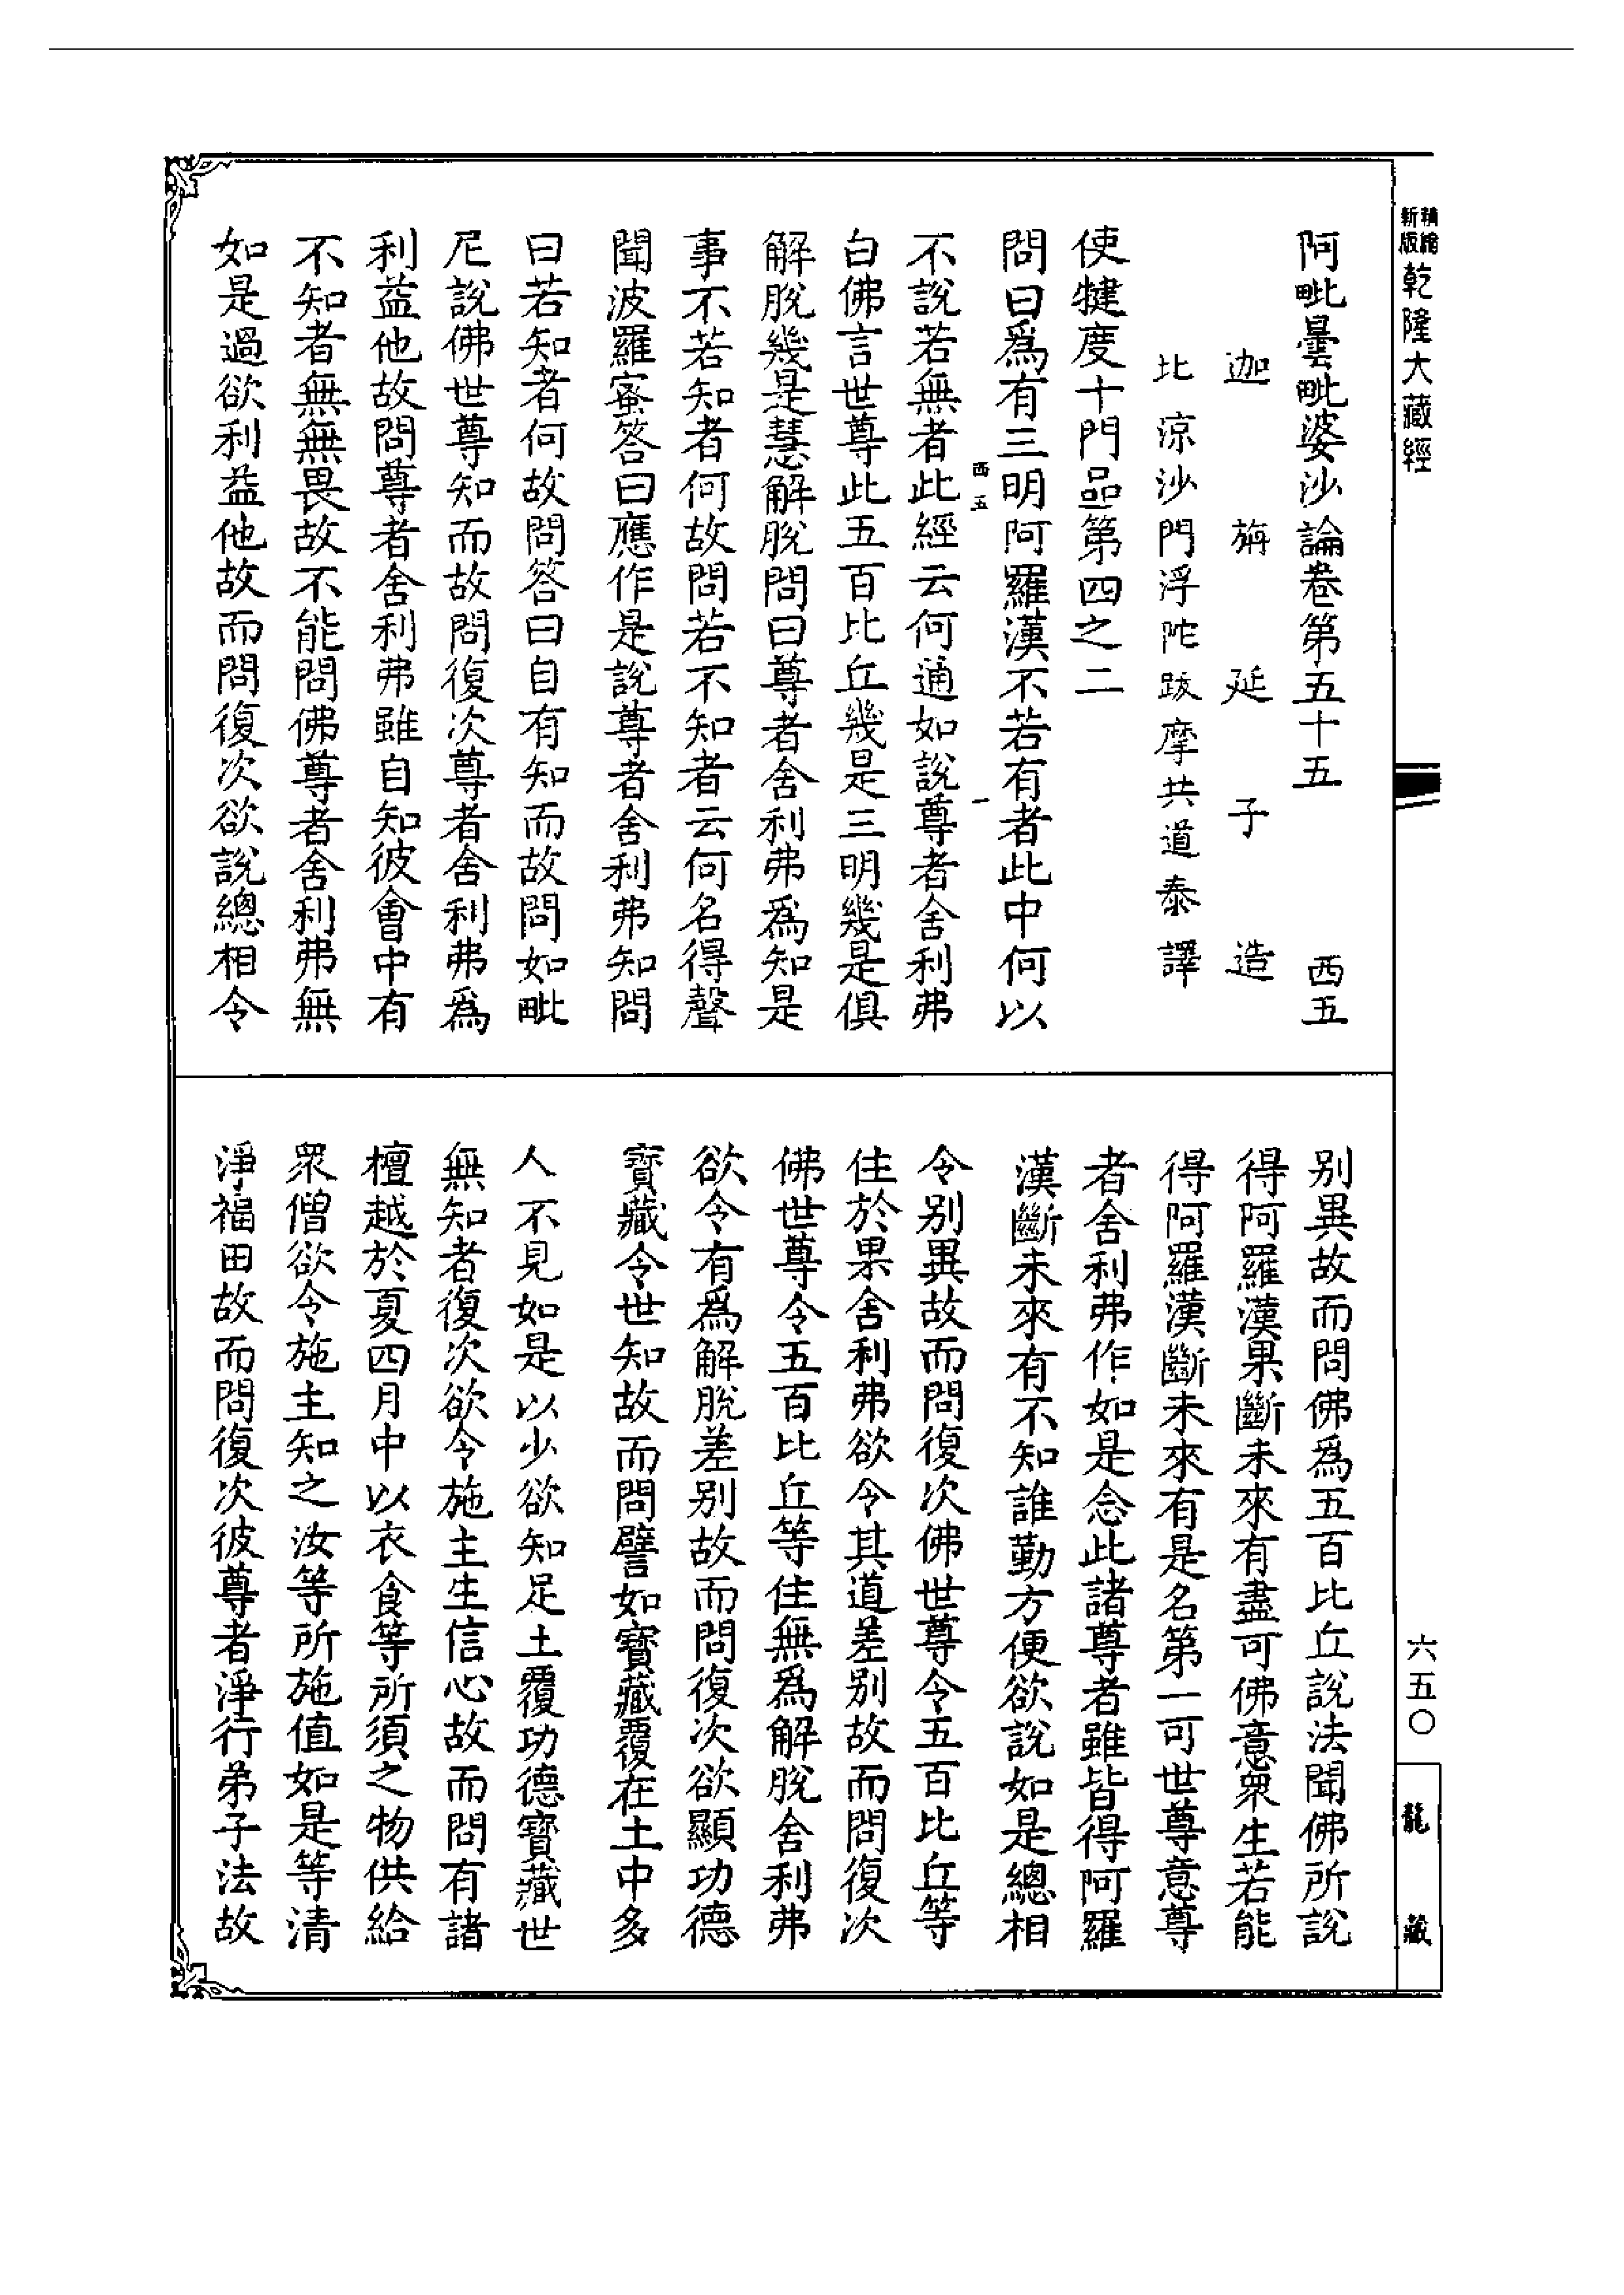 精繪新版乾隆大藏經
阿毗曇毗婆沙論卷第五十五 西五
迦旃延子造
北涼沙門浮陀跋摩共道泰譯
使犍度十門品第四之二
問曰爲有三明阿羅漢不若有者此中何以
西五 一
不說若無者此經云何通如說尊者舍利弗
白佛言世尊此五百比丘幾是三明幾是俱
解脫幾是慧解脫問曰尊者舍利弗爲知是
事不若知者何故問若不知者云何名得聲
聞波羅蜜答曰應作是說尊者舍利弗知問
曰若知者何故問答曰自有知而故問如毗
尼說佛世尊知而故問復次尊者舍利弗爲
利益他故問尊者舍利弗雖自知彼會中有
不知者無無畏故不能問佛尊者舍利弗無
如是過欲利益他故而問復次欲說總相令
别異故而問佛爲五百比丘說法聞佛所說
得阿羅漢果斷未來有盡可佛意衆生若能
得阿羅漢斷未來有是名第一可世尊意尊
者舍利弗作如是念此諸尊者雖皆得阿羅
漢斷未來有不知誰勤方便欲說如是總相
令别異故而問復次佛世尊令五百比丘等
住於果舍利弗欲令其道差别故而問復次
佛世尊令五百比丘等住無爲解脫舍利弗
欲令有爲解脫差别故而問復次欲顯功德
寶藏令世知故而問譬如寶藏覆在土中多
人不見如是以少欲知足土覆功德寶藏世
無知者復次欲令施主生信心故而問有諸
檀越於夏四月中以衣食等所須之物供給
衆僧欲令施主知之汝等所施值如是等清
淨福田故而問復次彼尊者淨行弟子法故
六五〇
龍藏